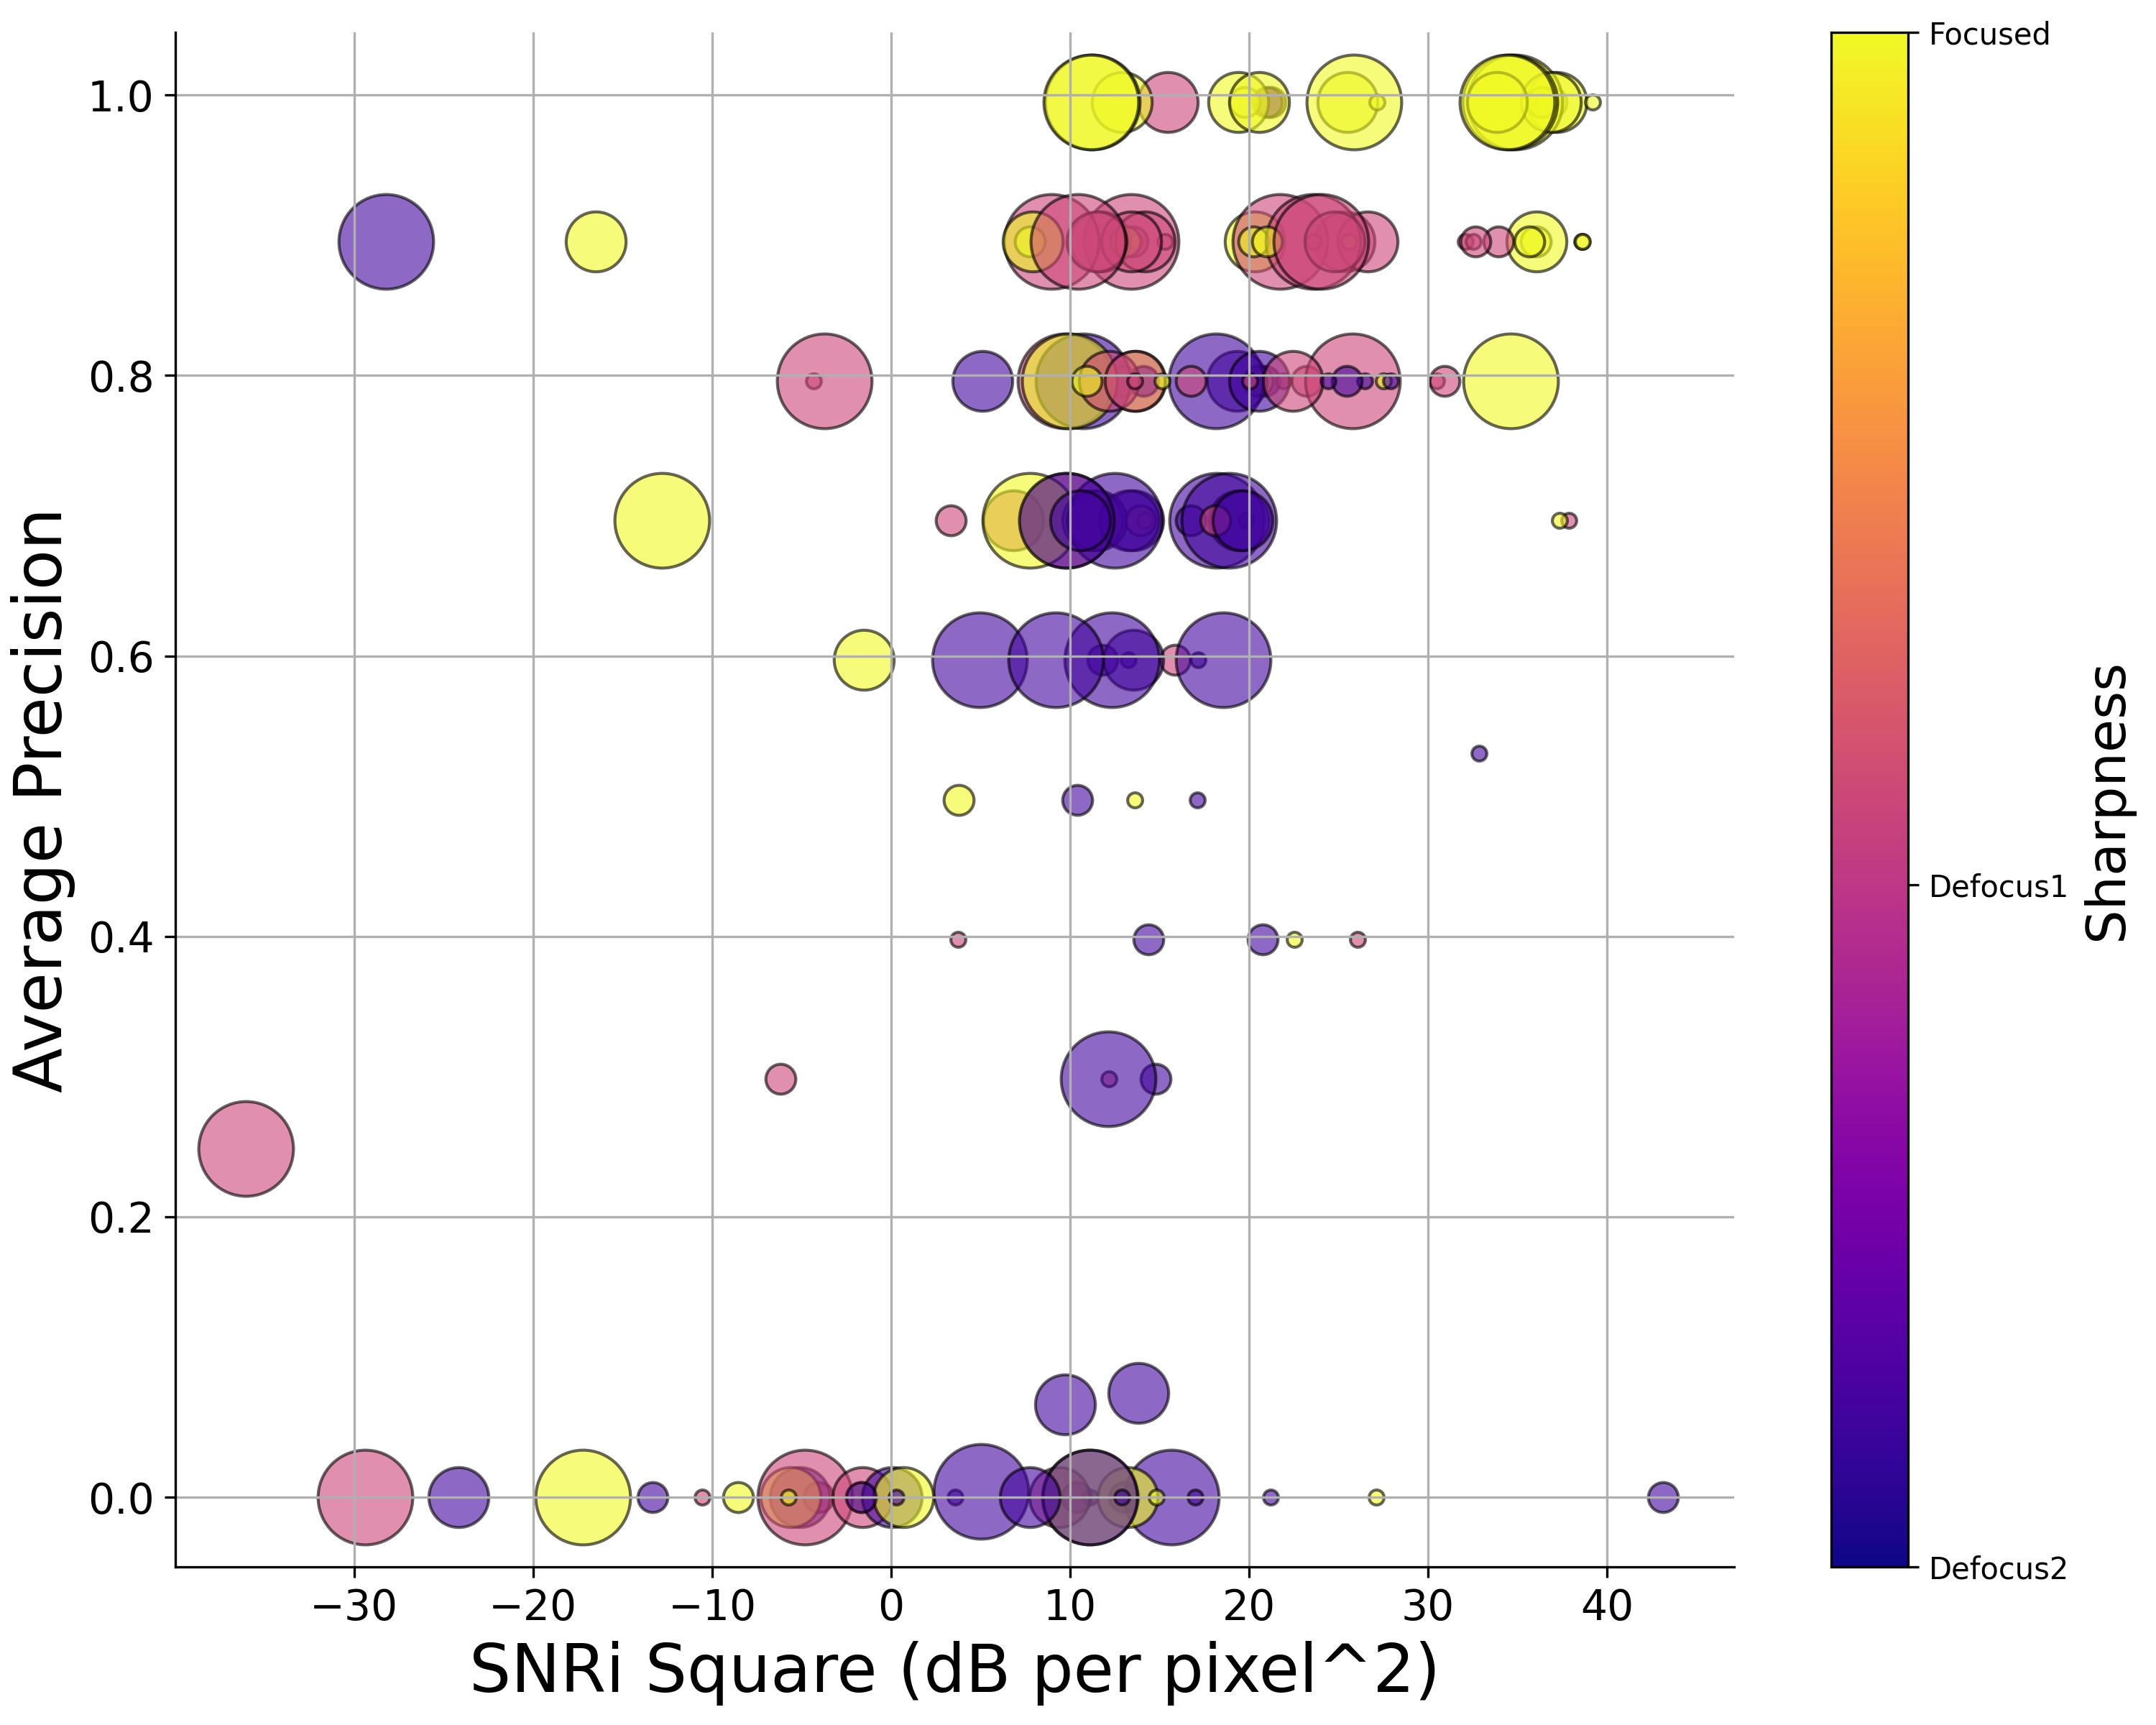 1.0
0.8
0.6
0.4
0.2
0.0
Average Precision
−30 −20 −10 0 10 20 30 40
SNRi Square (dB per pixel^2)
Focused
Defocus1
Defocus2
Sharpness